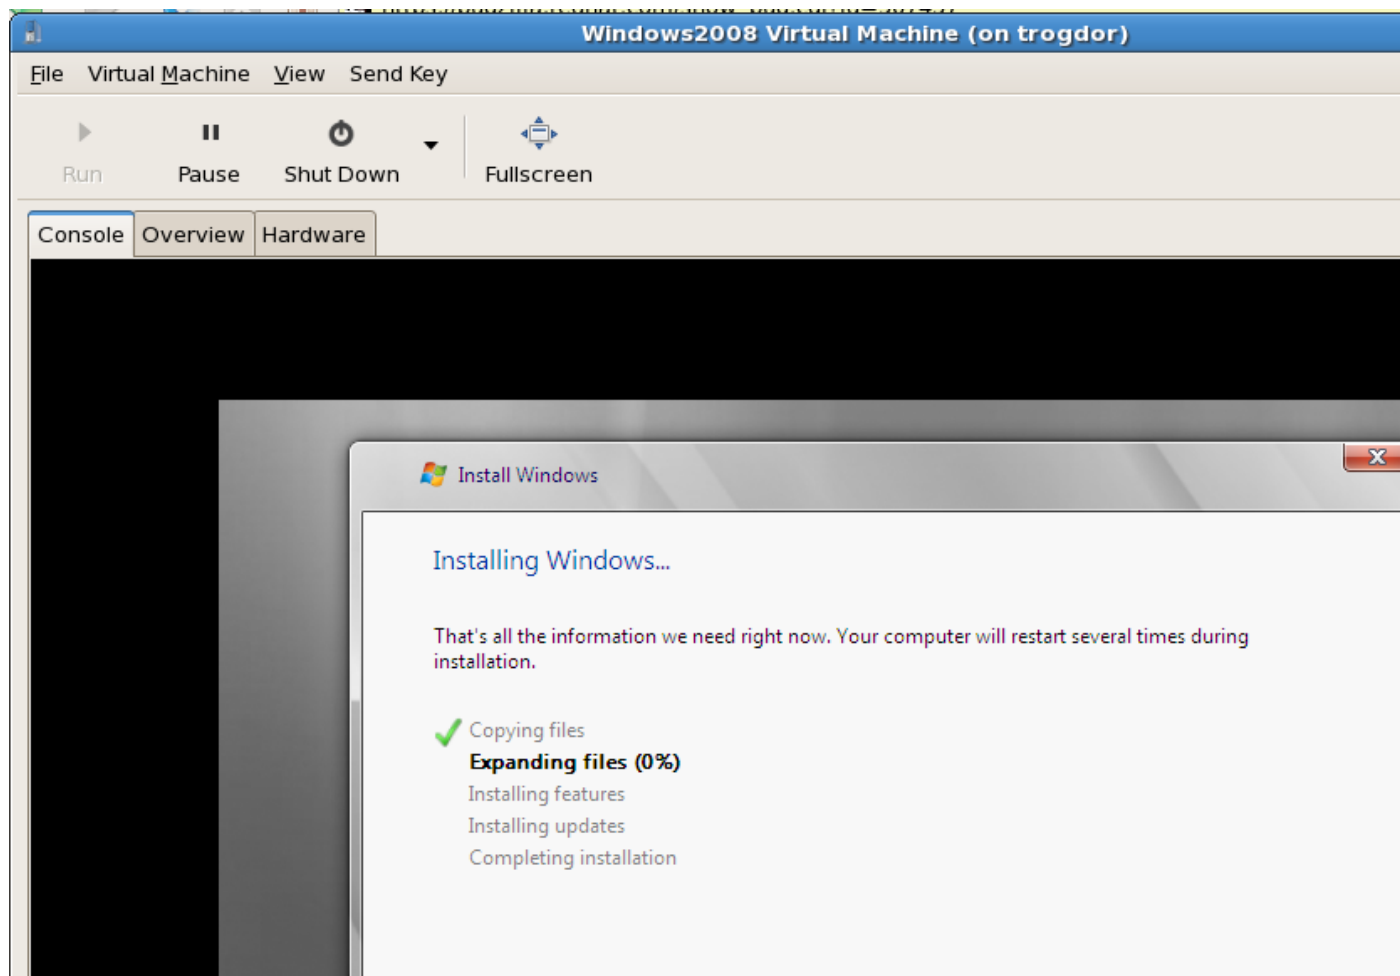 Windows2008 Virtual Machine (on trogdor)
File Virtual Machine View Send Key
Run Pause Shut Down Fullscreen
Console Overview Hardware
Install Windows
Installing Windows...
That's all the information we need right now. Your computer will restart several times during
installation.
Copying files
Expanding files (0%)
Installing features
Installing updates
Completing installation